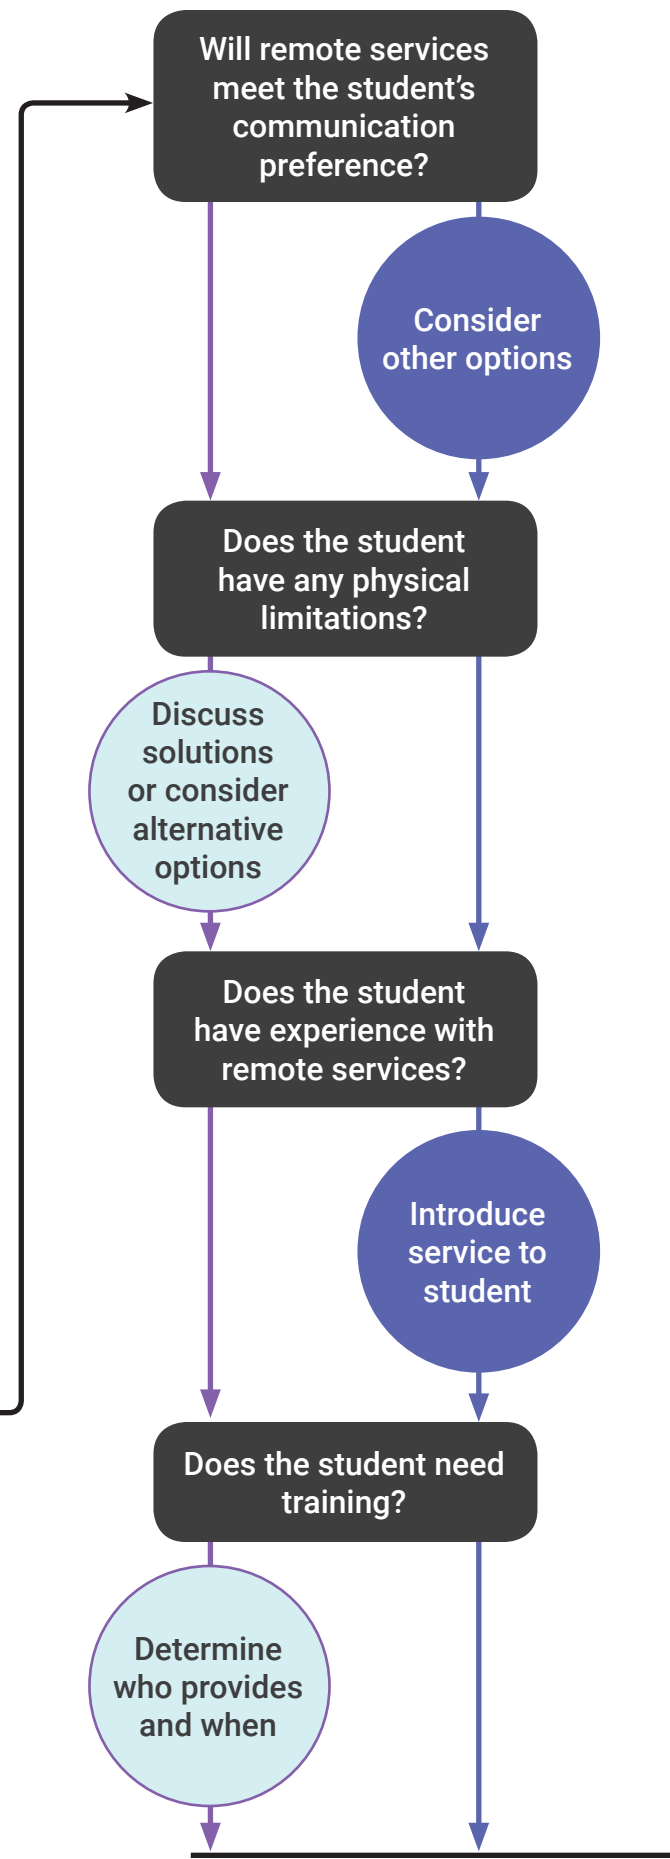 Will remote services
meet the student’s
communication
preference?
Consider
other options
Does the student
have any physical
limitations?
Discuss
solutions
or consider
alternative
options
Does the student
have experience with
remote services?
Introduce
service to
student
Does the student need
training?
Determine
who provides
and when